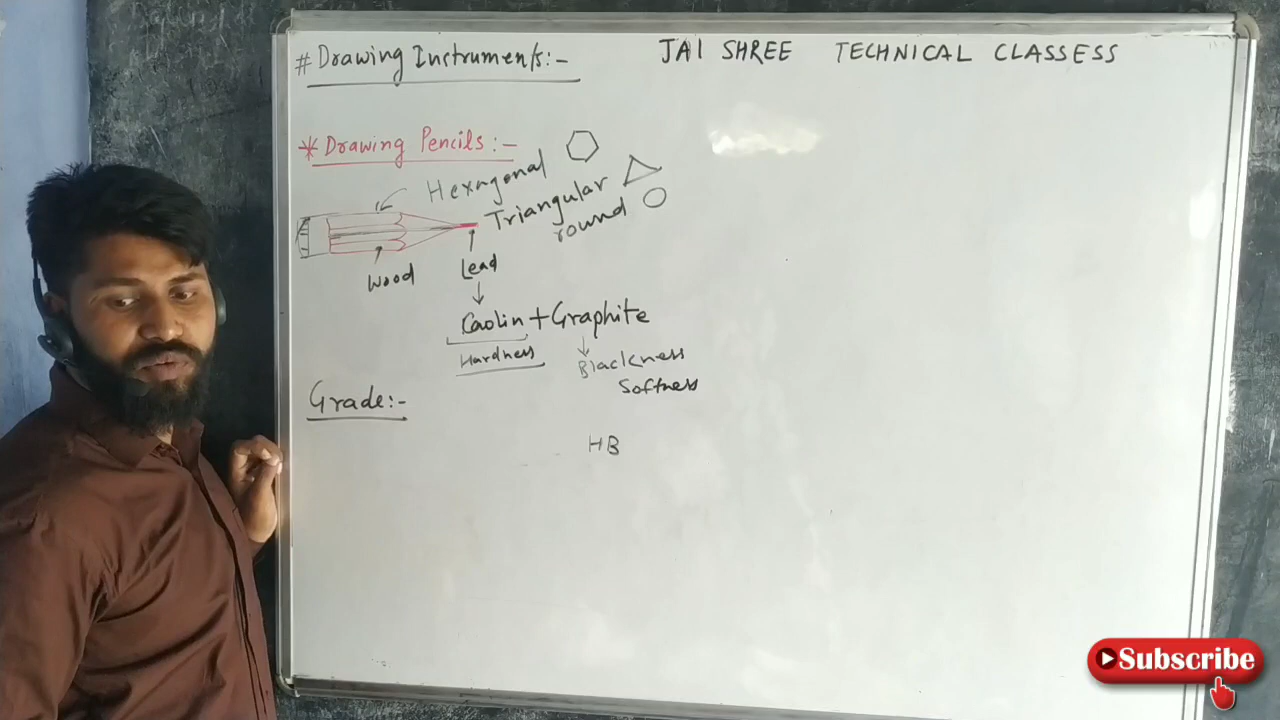 # Drawing Instruments:-
JAI SHREE TECHNICAL CLASSESS
* Drawing Pencils:-
Hexagonal
Triangular
round
Wood
Lead
Caolin + Graphite
Hardness
Blackness
Softness
Grade:-
HB
Subscribe